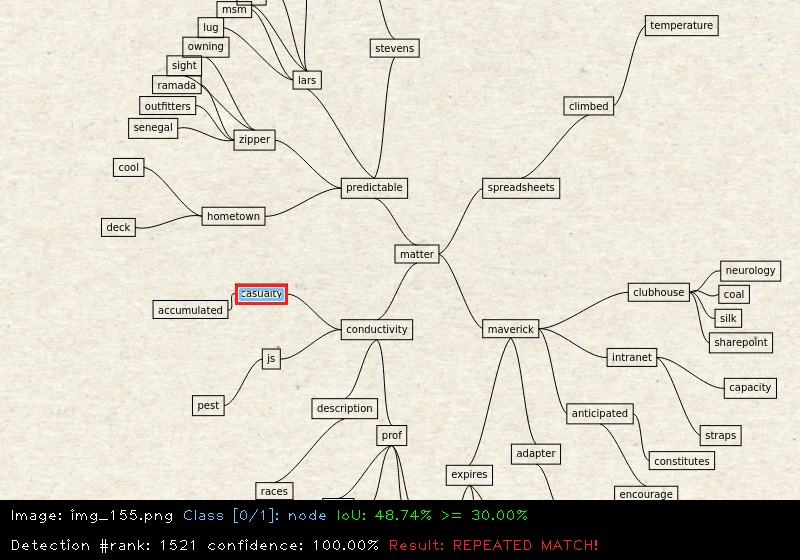 msm
lug
owning
sight
ramada
outfitters
senegal
zipper
lars
stevens
temperature
climbed
cool
deck
hometown
predictable
spreadsheets
matter
casualty
accumulated
conductivity
js
pest
description
prof
races
maverick
clubhouse
neurology
coal
silk
sharepoint
intranet
capacity
straps
anticipated
constitutes
encourage
adapter
expires
Image: img_155.png Class [0/1]: node IoU: 48.74% >= 30.00%
Detection #rank: 1521 confidence: 100.00% Result: REPEATED MATCH!